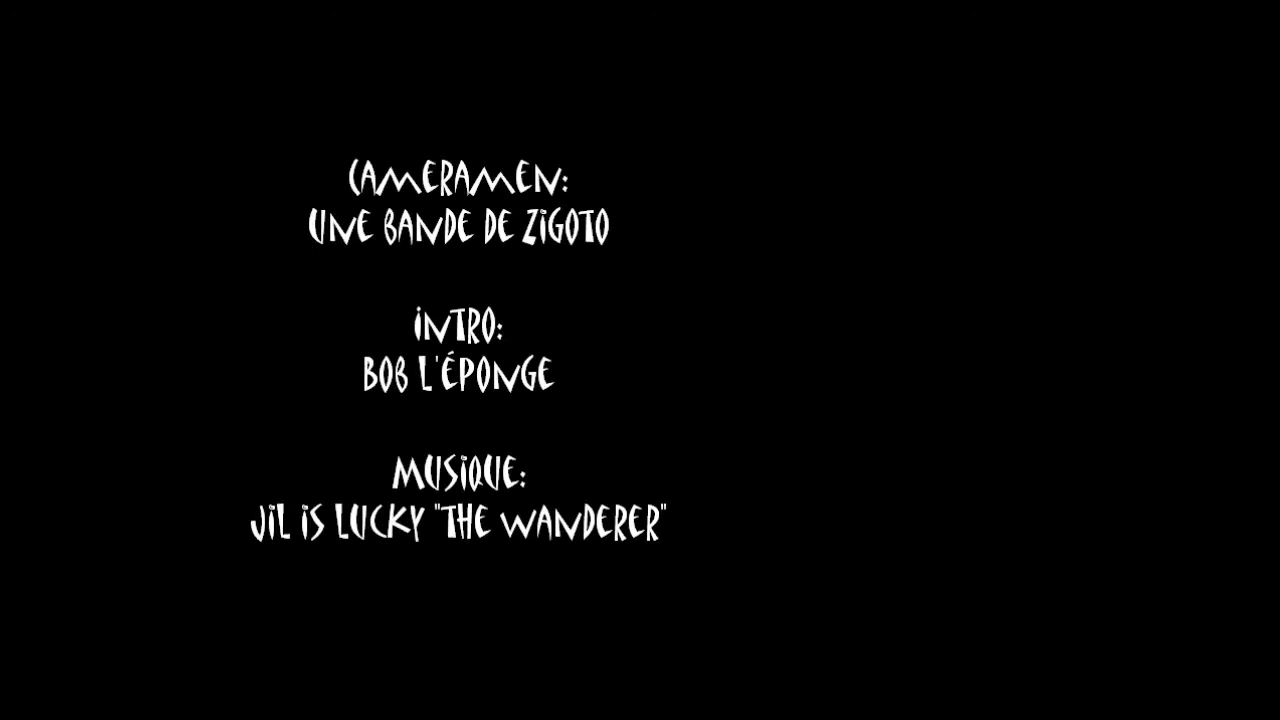 CAMERAMEN:
UNE BANDE DE ZIGOTO
INTRO:
BOB L'ÉPONGE
MUSIQUE:
JIL IS LUCKY "THE WANDERER"